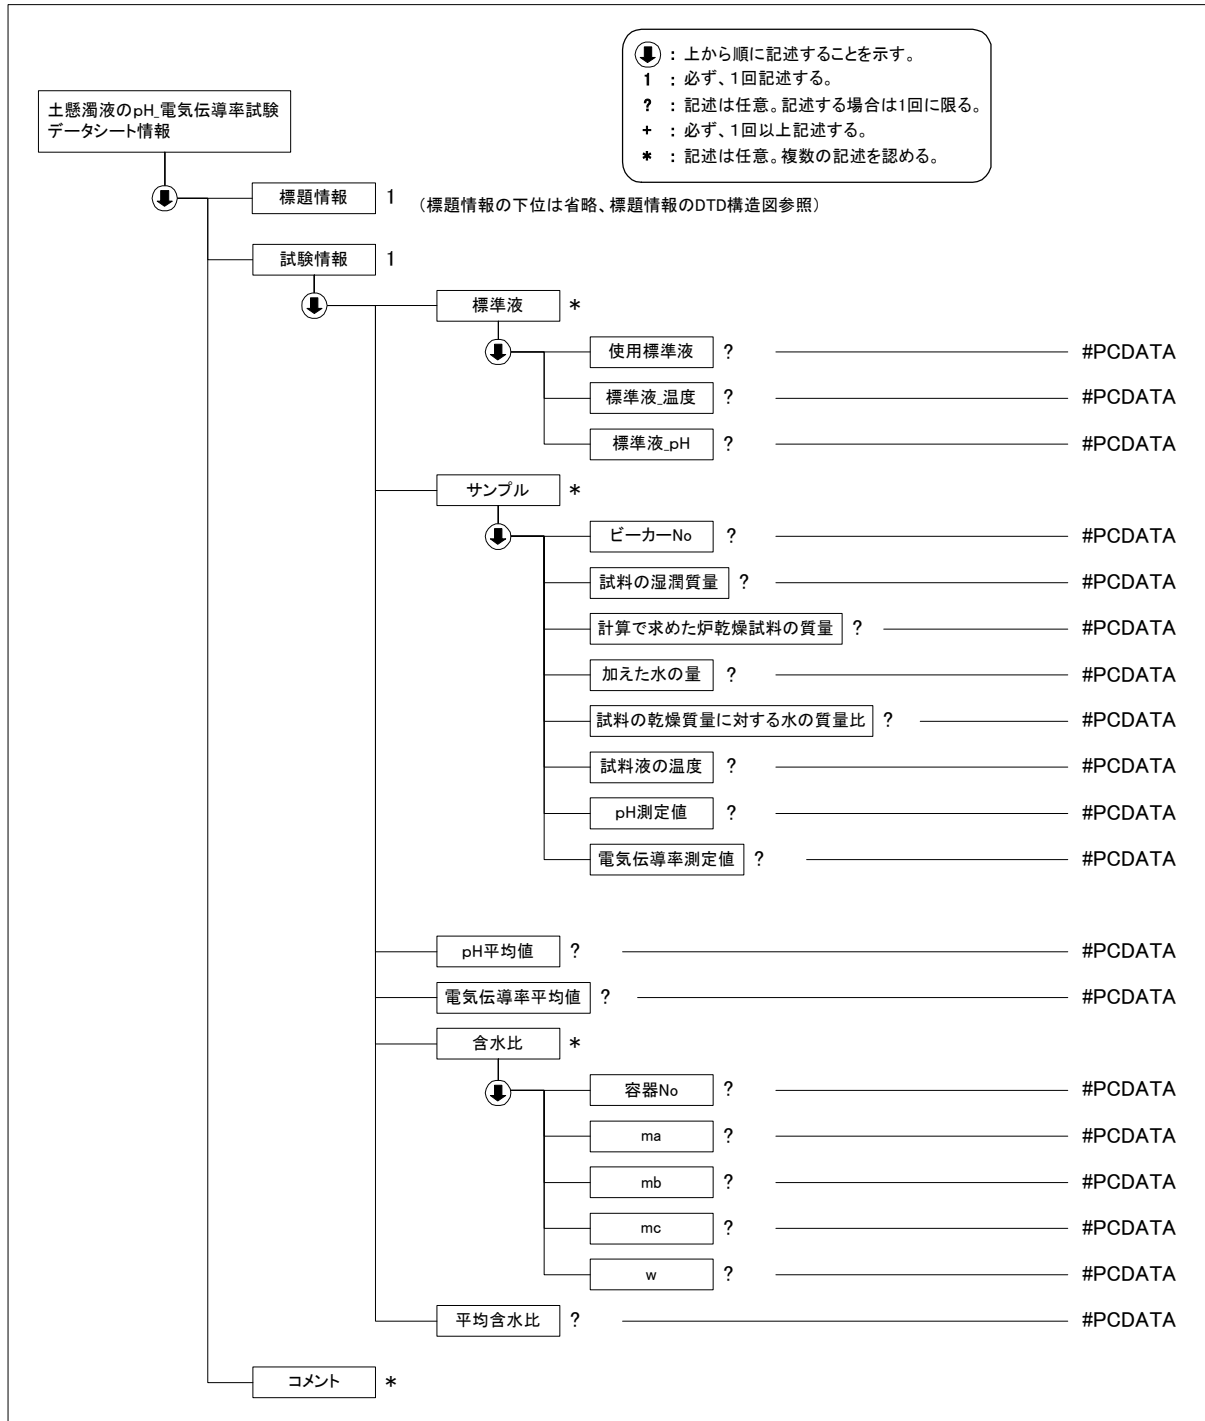 ：上から順に記述することを示す。
1：必ず、1回記述する。
?：記述は任意。記述する場合は1回に限る。
+：必ず、1回以上記述する。
*：記述は任意。複数の記述を認める。
土懸濁液のpH_電気伝導率試験
データシート情報
標題情報 1 （標題情報の下位は省略、標題情報のDTD構造図参照）
試験情報 1
標準液 *
使用標準液 ? #PCDATA
標準液_温度 ? #PCDATA
標準液_pH ? #PCDATA
サンプル *
ビーカーNo ? #PCDATA
試料の湿潤質量 ? #PCDATA
計算で求めた炉乾燥試料の質量 ? #PCDATA
加えた水の量 ? #PCDATA
試料の乾燥質量に対する水の質量比 ? #PCDATA
試料液の温度 ? #PCDATA
pH測定値 ? #PCDATA
電気伝導率測定値 ? #PCDATA
pH平均値 ? #PCDATA
電気伝導率平均値 ? #PCDATA
含水比 *
容器No ? #PCDATA
ma ? #PCDATA
mb ? #PCDATA
mc ? #PCDATA
w ? #PCDATA
平均含水比 ? #PCDATA
コメント *